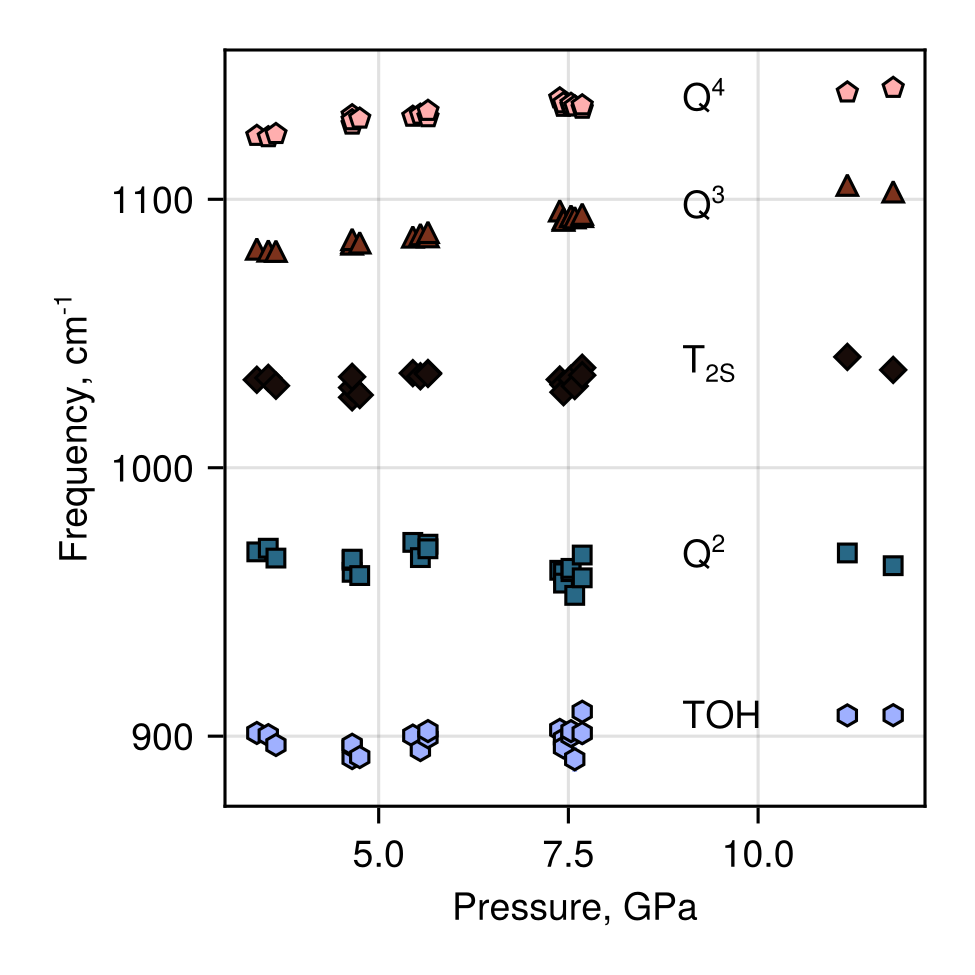 Q⁴
1100
Q³
T₂S
Frequency, cm⁻¹
1000
Q²
TOH
900
5.0 7.5 10.0
Pressure, GPa